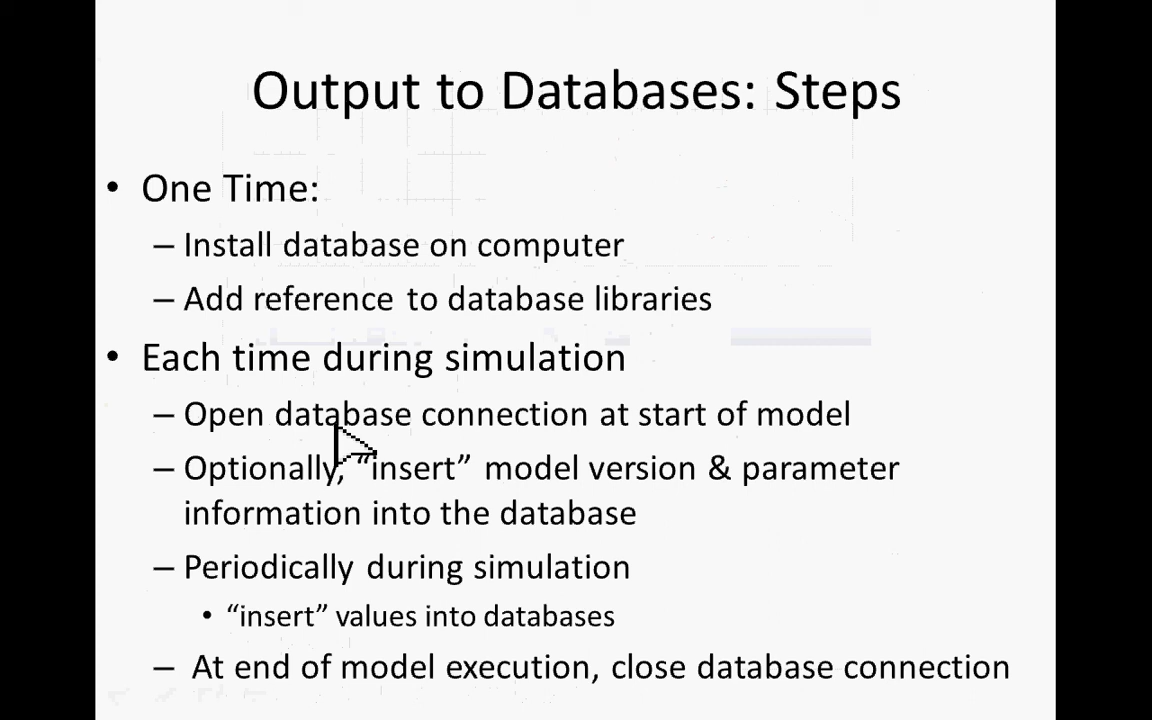 Output to Databases: Steps
• One Time:
– Install database on computer
– Add reference to database libraries
• Each time during simulation
– Open database connection at start of model
– Optionally, “insert” model version & parameter
information into the database
– Periodically during simulation
• “insert” values into databases
– At end of model execution, close database connection